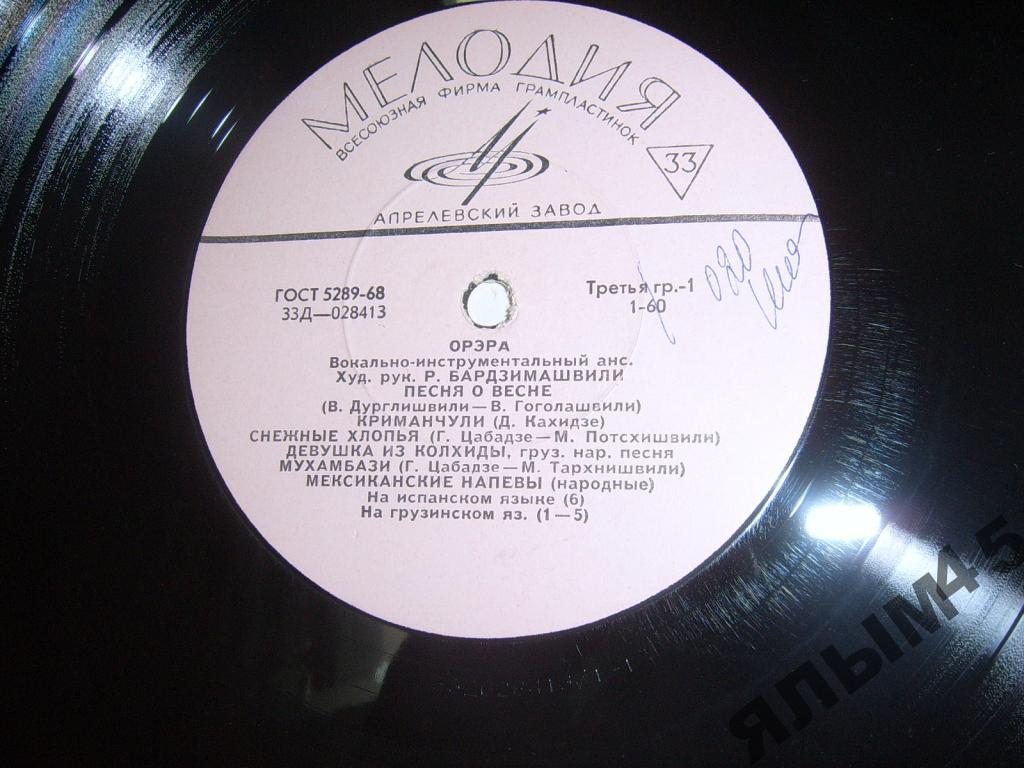 МЕЛОДИЯ
ВСЕСОЮЗНАЯ ФИРМА ГРАМПЛАСТИНОК
33
АПРЕЛЕВСКИЙ ЗАВОД
ГОСТ 5289-68
33Д—028413
Третья гр.-1
1-60
ОРЭРА
Вокально-инструментальный анс.
Худ. рук. Р. БАРДЗИМАШВИЛИ
ПЕСНЯ О ВЕСНЕ
(В. Дурглишвили — В. Гоголашвили)
КРИМАНЧУЛИ (Д. Кахидзе)
СНЕЖНЫЕ ХЛОПЬЯ (Г. Цабадзе — М. Потсхишвили)
ДЕВУШКА ИЗ КОЛХИДЫ, груз. нар. песня
МУХАМБАЗИ (Г. Цабадзе — М. Тархнишвили)
МЕКСИКАНСКИЕ НАПЕВЫ (народные)
На испанском языке (6)
На грузинском яз. (1 — 5)
ЯЛЫМ45